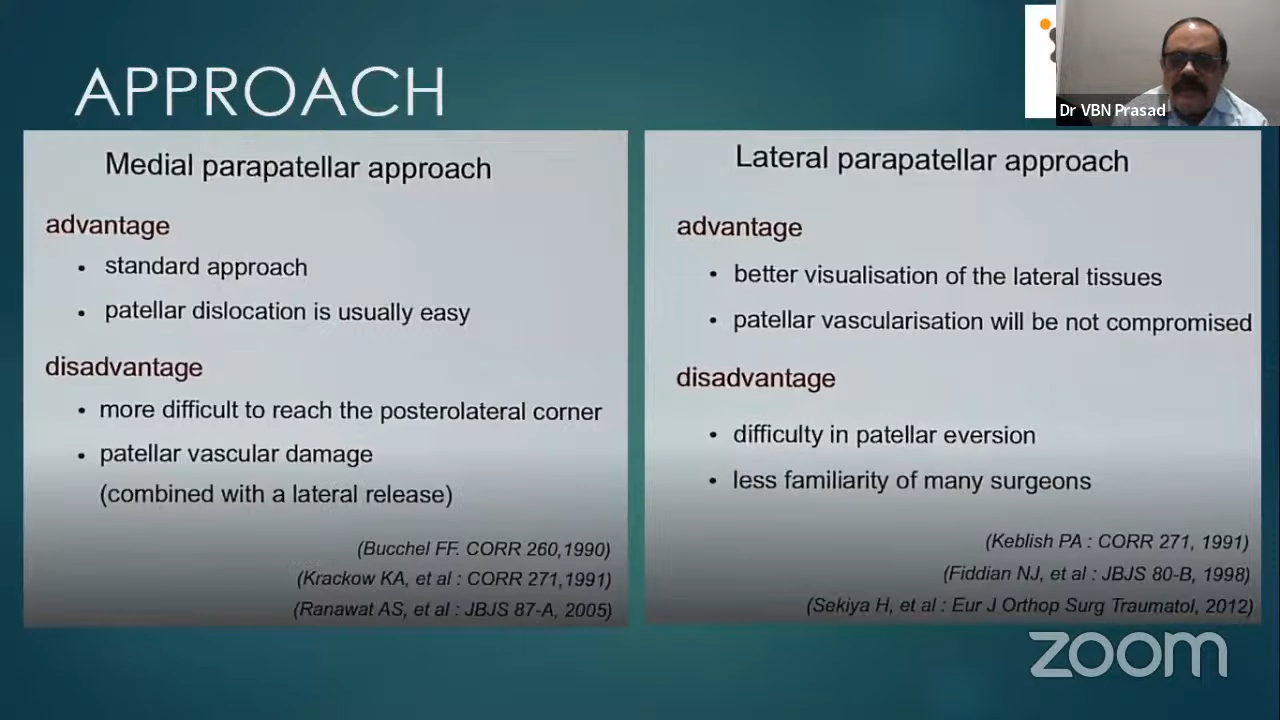 APPROACH
Dr VBN Prasad
Medial parapatellar approach
advantage
• standard approach
• patellar dislocation is usually easy
disadvantage
• more difficult to reach the posterolateral corner
• patellar vascular damage
(combined with a lateral release)
(Bucchel FF. CORR 260,1990)
(Krackow KA, et al : CORR 271,1991)
(Ranawat AS, et al : JBJS 87-A, 2005)
Lateral parapatellar approach
advantage
• better visualisation of the lateral tissues
• patellar vascularisation will be not compromised
disadvantage
• difficulty in patellar eversion
• less familiarity of many surgeons
(Keblish PA : CORR 271, 1991)
(Fiddian NJ, et al : JBJS 80-B, 1998)
(Sekiya H, et al : Eur J Orthop Surg Traumatol, 2012)
zoom